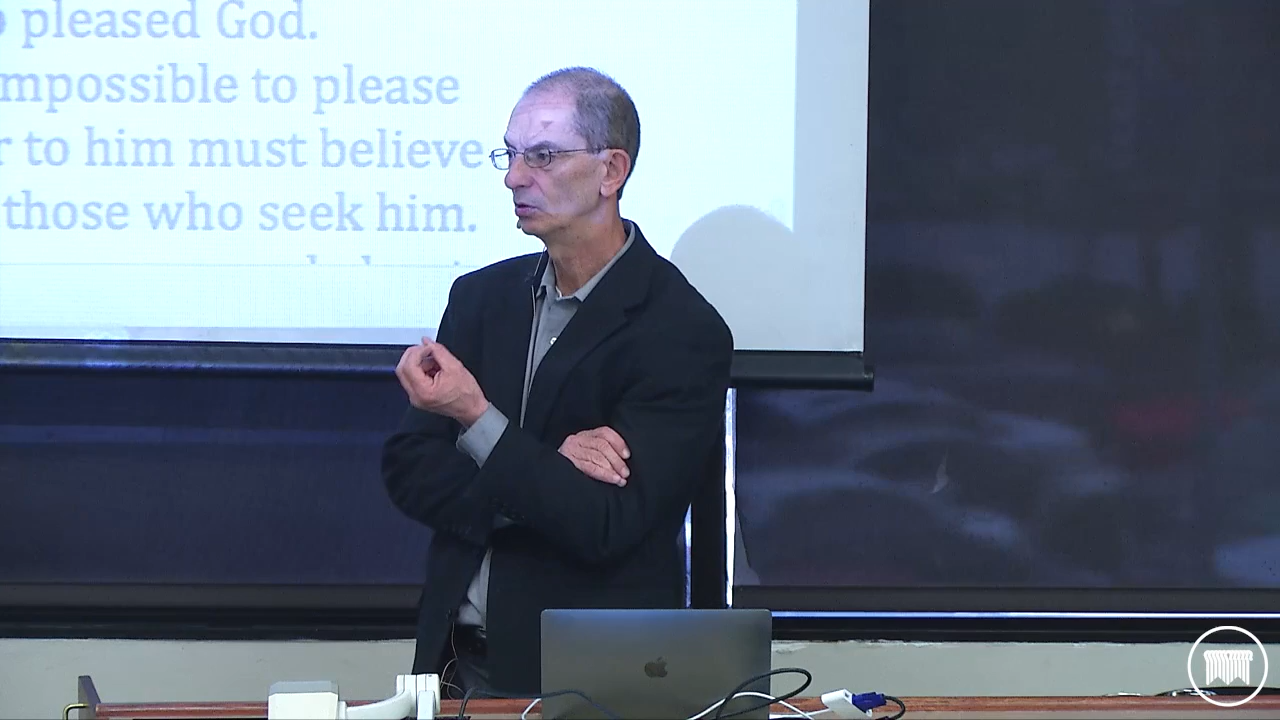 pleased God.
mpossible to please
r to him must believe
those who seek him.